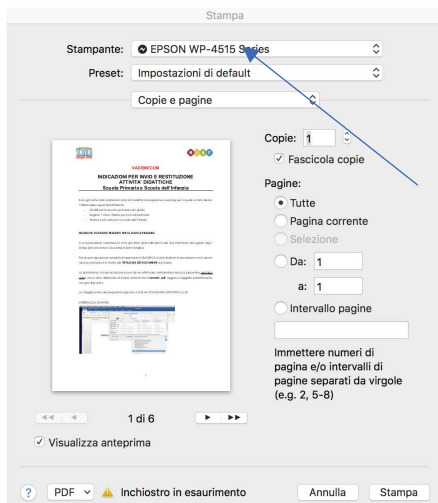 Stampa
Stampante: EPSON WP-4515 Series
Preset: Impostazioni di default
Copie e pagine
Copie: 1
Fascicola copie
Pagine:
Tutte
Pagina corrente
Selezione
Da: 1
a: 1
Intervallo pagine
Immettere numeri di
pagina e/o intervalli di
pagine separati da virgole
(e.g. 2, 5-8)
VADEMECUM
INDICAZIONI PER INVIO E RESTITUZIONE
ATTIVITA' DIDATTICHE
Scuola Primaria e Scuola dell'Infanzia
1 di 6
Visualizza anteprima
? PDF Inchiostro in esaurimento Annulla Stampa